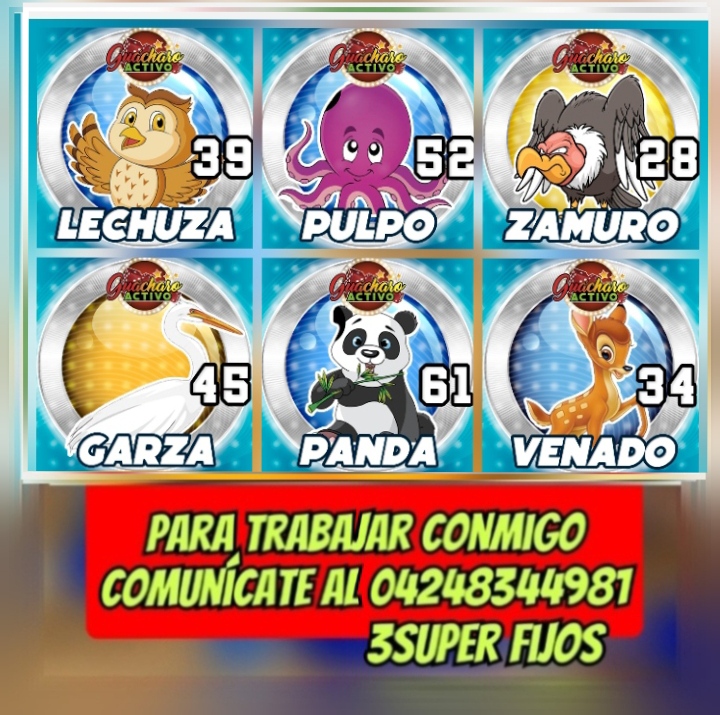 Guácharo ACTIVO
39
LECHUZA
Guácharo ACTIVO
52
PULPO
Guácharo ACTIVO
28
ZAMURO
Guácharo ACTIVO
45
GARZA
Guácharo ACTIVO
61
PANDA
Guácharo ACTIVO
34
VENADO
PARA TRABAJAR CONMIGO
COMUNÍCATE AL 04248344981
3SUPER FIJOS